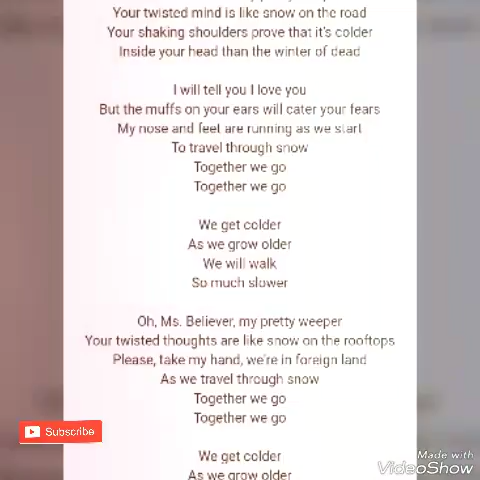 Your twisted mind is like snow on the road
Your shaking shoulders prove that it's colder
Inside your head than the winter of dead
I will tell you I love you
But the muffs on your ears will cater your fears
My nose and feet are running as we start
To travel through snow
Together we go
Together we go
We get colder
As we grow older
We will walk
So much slower
Oh, Ms. Believer, my pretty weeper
Your twisted thoughts are like snow on the rooftops
Please, take my hand, we're in foreign land
As we travel through snow
Together we go
Together we go
Subscribe
We get colder
As we grow older
Made with
VideoShow